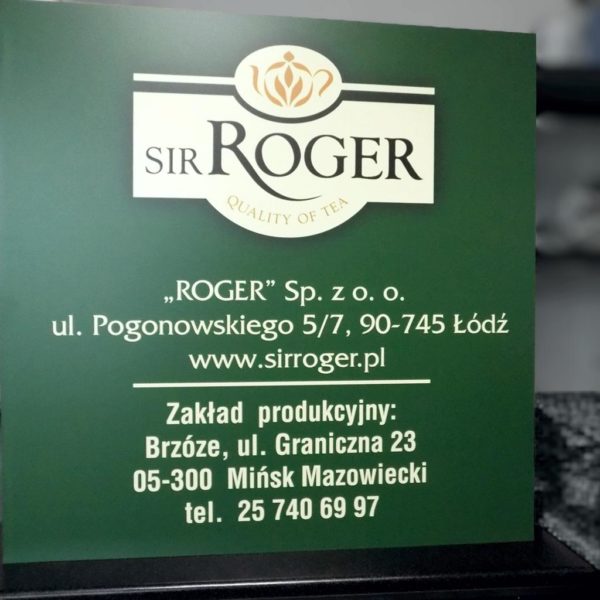 SIR ROGER
QUALITY OF TEA
„ROGER” Sp. z o. o.
ul. Pogonowskiego 5/7, 90-745 Łódź
www.sirroger.pl
Zakład produkcyjny:
Brzóze, ul. Graniczna 23
05-300 Mińsk Mazowiecki
tel. 25 740 69 97